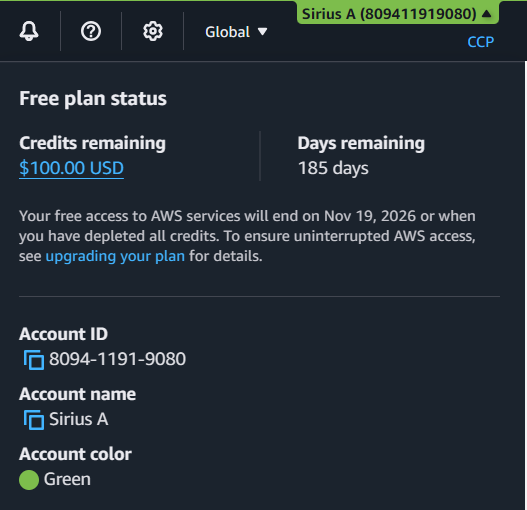 Sirius A (809411919080)
Global
CCP
Free plan status
Credits remaining
$100.00 USD
Days remaining
185 days
Your free access to AWS services will end on Nov 19, 2026 or when
you have depleted all credits. To ensure uninterrupted AWS access,
see upgrading your plan for details.
Account ID
8094-1191-9080
Account name
Sirius A
Account color
Green